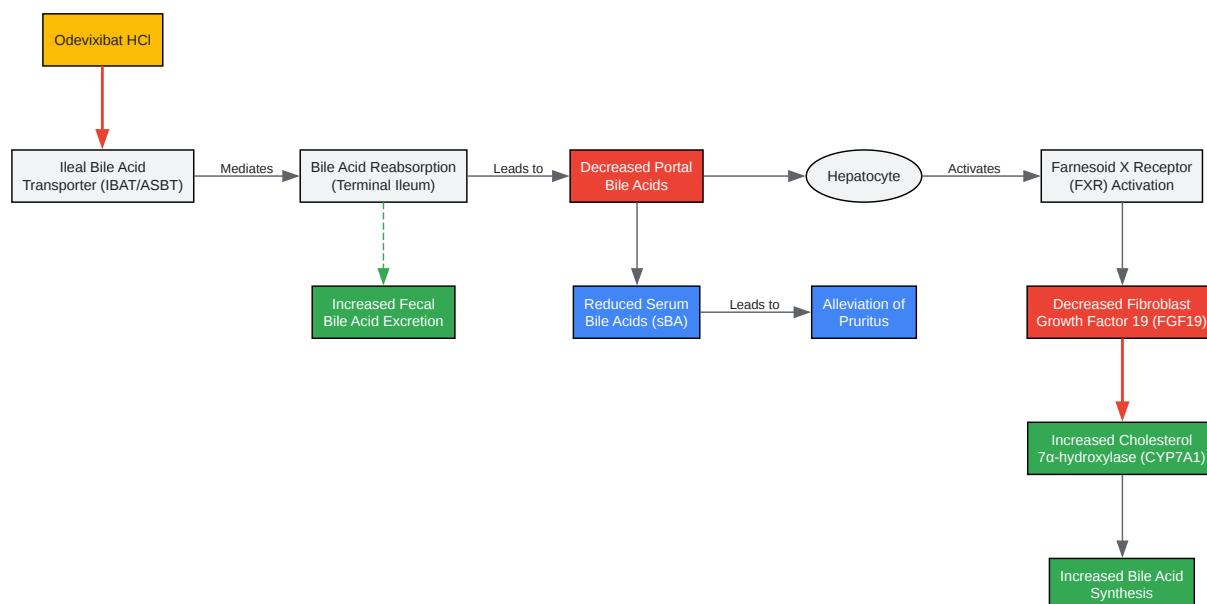 Odevixibat HCl
Ileal Bile Acid
Transporter (IBAT/ASBT)
Mediates
Bile Acid Reabsorption
(Terminal Ileum)
Leads to
Decreased Portal
Bile Acids
Hepatocyte
Activates
Farnesoid X Receptor
(FXR) Activation
Increased Fecal
Bile Acid Excretion
Reduced Serum
Bile Acids (sBA)
Leads to
Alleviation of
Pruritus
Decreased Fibroblast
Growth Factor 19 (FGF19)
Increased Cholesterol
7α-hydroxylase (CYP7A1)
Increased Bile Acid
Synthesis